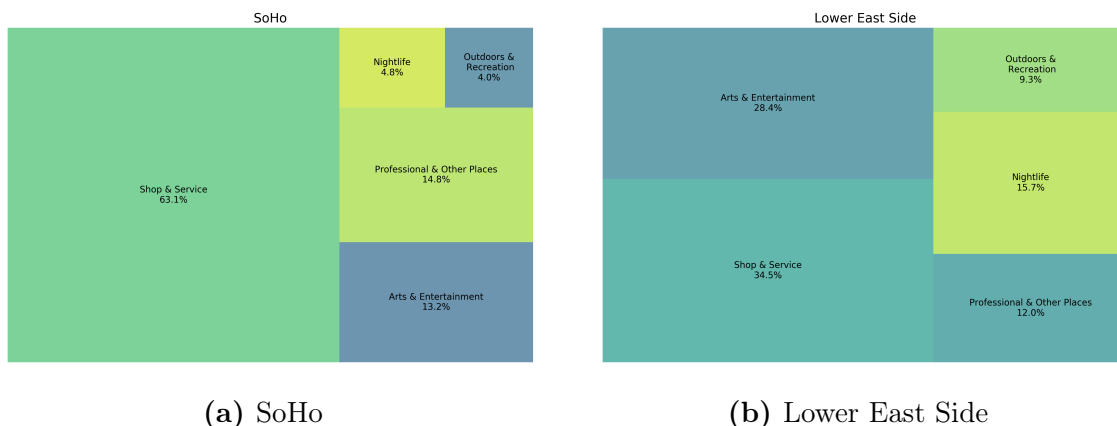 SoHo
Nightlife
4.8%
Outdoors &
Recreation
4.0%
Shop & Service
63.1%
Professional & Other Places
14.8%
Arts & Entertainment
13.2%
(a) SoHo
Lower East Side
Arts & Entertainment
28.4%
Outdoors &
Recreation
9.3%
Nightlife
15.7%
Shop & Service
34.5%
Professional & Other Places
12.0%
(b) Lower East Side